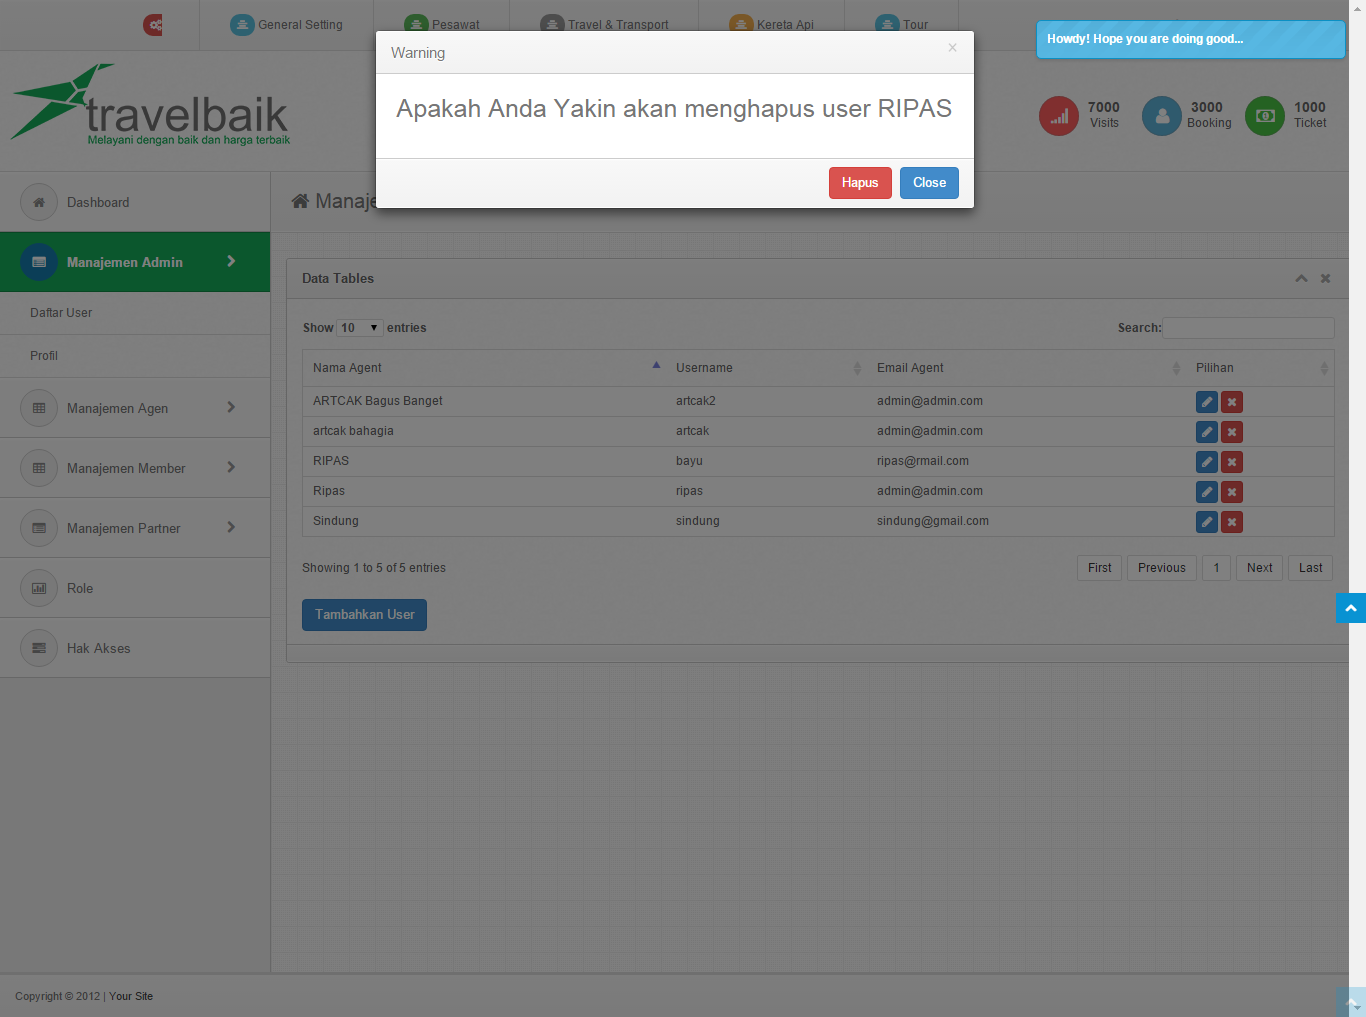 General Setting
Pesawat
Travel & Transport
Kereta Api
Tour
Howdy! Hope you are doing good...
Warning
×
Apakah Anda Yakin akan menghapus user RIPAS
Hapus
Close
travelbaik
Melayani dengan baik dan harga terbaik
7000
Visits
3000
Booking
1000
Ticket
Dashboard
Manajemen Admin
Daftar User
Profil
Manajemen Agen
Manajemen Member
Manajemen Partner
Role
Hak Akses
Manaje
Data Tables
Show 10 entries
Search:
Nama Agent Username Email Agent Pilihan
ARTCAK Bagus Banget artcak2 admin@admin.com
artcak bahagia artcak admin@admin.com
RIPAS bayu ripas@rmail.com
Ripas ripas admin@admin.com
Sindung sindung sindung@gmail.com
Showing 1 to 5 of 5 entries
First Previous 1 Next Last
Tambahkan User
Copyright © 2012 | Your Site